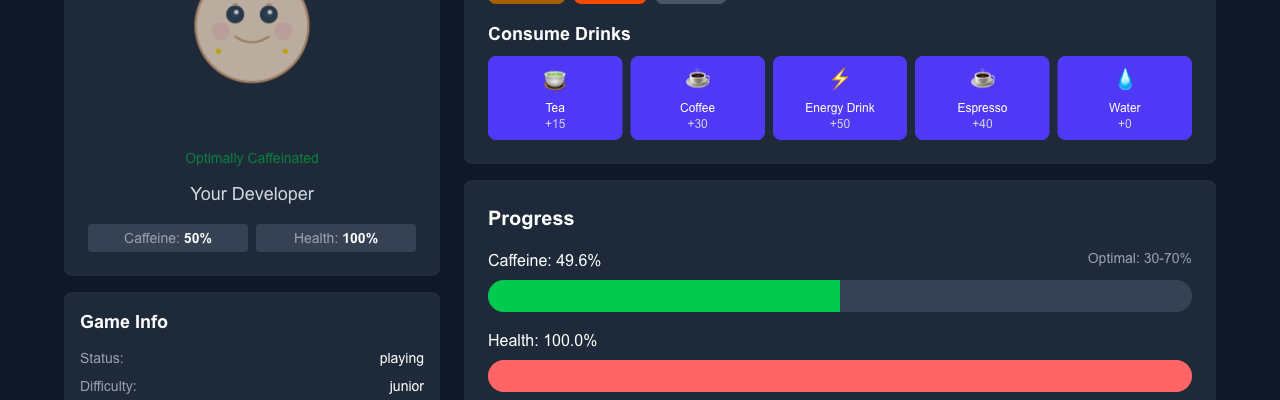 Optimally Caffeinated
Your Developer
Caffeine: 50%
Health: 100%
Game Info
Status: playing
Difficulty: junior
Consume Drinks
Tea
+15
Coffee
+30
Energy Drink
+50
Espresso
+40
Water
+0
Progress
Caffeine: 49.6%
Optimal: 30-70%
Health: 100.0%